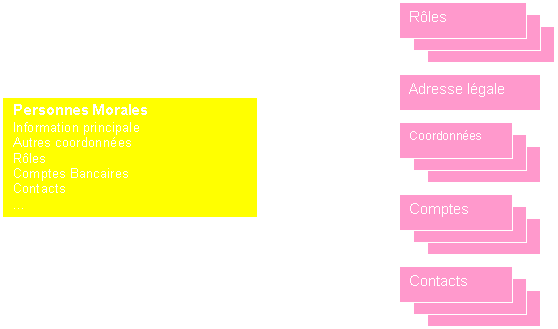 Personnes Morales
Information principale
Autres coordonnées
Rôles
Comptes Bancaires
Contacts
...
Rôles
Adresse légale
Coordonnées
Comptes
Contacts